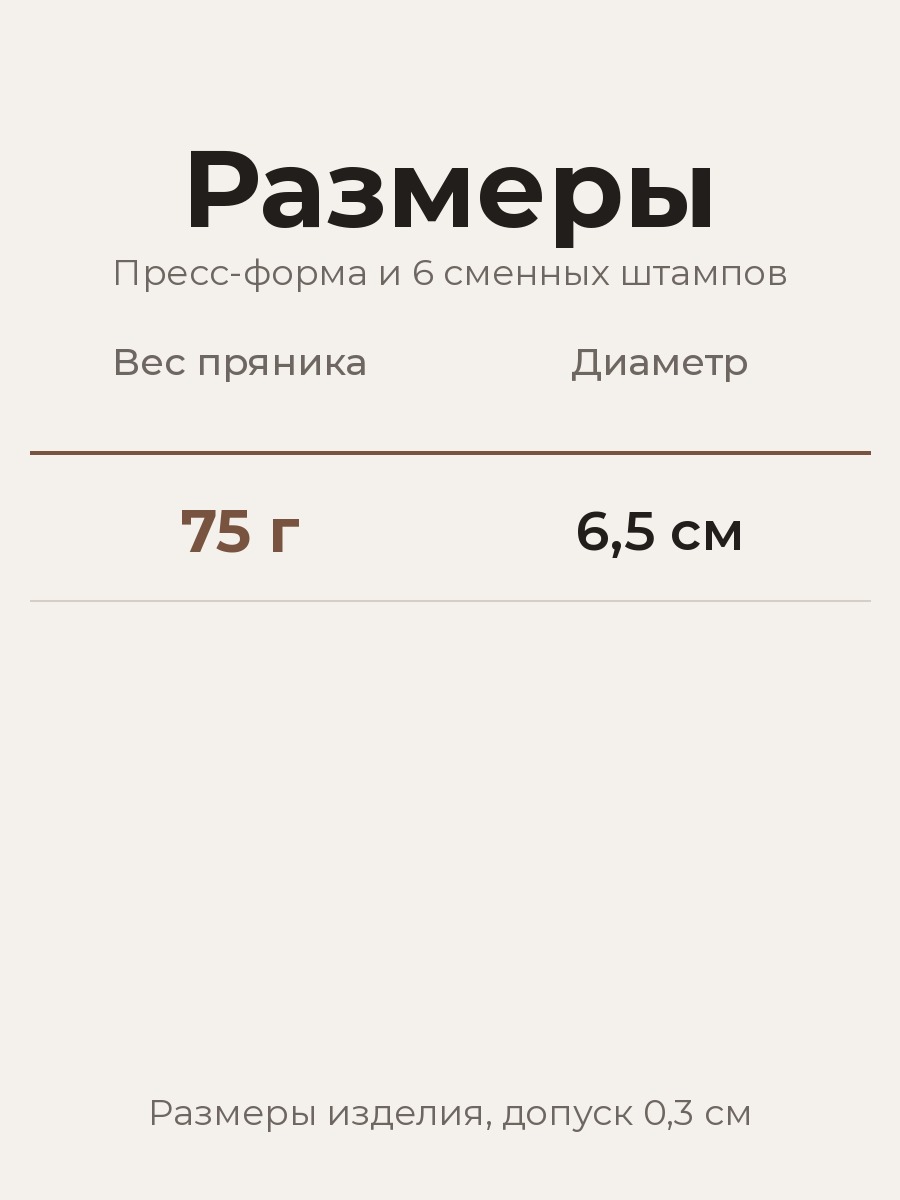 Размеры
Пресс-форма и 6 сменных штампов
Вес пряника Диаметр
75 г 6,5 см
Размеры изделия, допуск 0,3 см